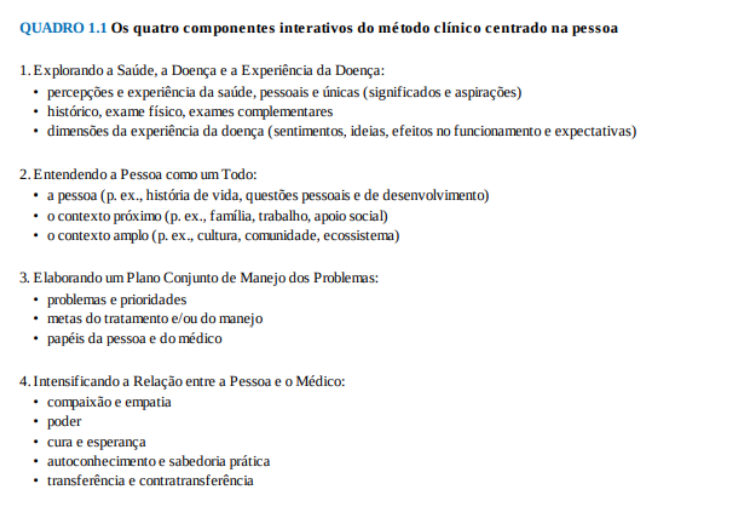 QUADRO 1.1 Os quatro componentes interativos do método clínico centrado na pessoa
1. Explorando a Saúde, a Doença e a Experiência da Doença:
• percepções e experiência da saúde, pessoais e únicas (significados e aspirações)
• histórico, exame físico, exames complementares
• dimensões da experiência da doença (sentimentos, ideias, efeitos no funcionamento e expectativas)
2. Entendendo a Pessoa como um Todo:
• a pessoa (p. ex., história de vida, questões pessoais e de desenvolvimento)
• o contexto próximo (p. ex., família, trabalho, apoio social)
• o contexto amplo (p. ex., cultura, comunidade, ecossistema)
3. Elaborando um Plano Conjunto de Manejo dos Problemas:
• problemas e prioridades
• metas do tratamento e/ou do manejo
• papéis da pessoa e do médico
4. Intensificando a Relação entre a Pessoa e o Médico:
• compaixão e empatia
• poder
• cura e esperança
• autoconhecimento e sabedoria prática
• transferência e contratransferência